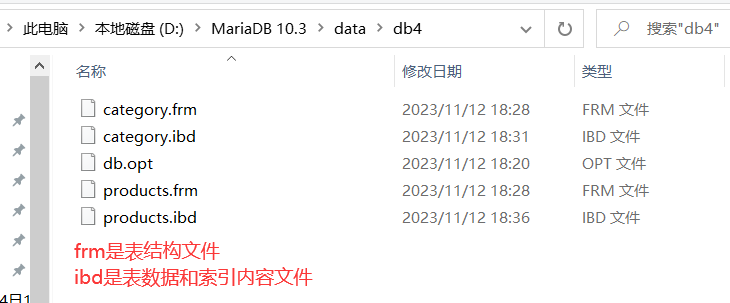 此电脑 > 本地磁盘 (D:) > MariaDB 10.3 > data > db4 搜索"db4"
名称 修改日期 类型
category.frm 2023/11/12 18:28 FRM 文件
category.ibd 2023/11/12 18:31 IBD 文件
db.opt 2023/11/12 18:20 OPT 文件
products.frm 2023/11/12 18:28 FRM 文件
products.ibd 2023/11/12 18:36 IBD 文件
frm是表结构文件
ibd是表数据和索引内容文件